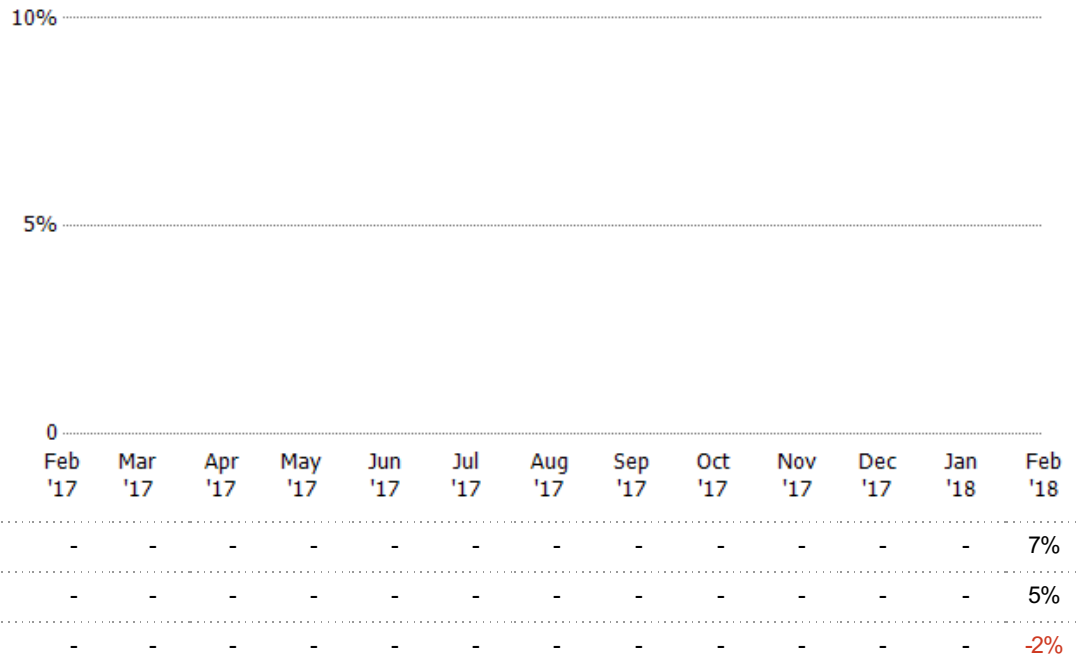 10%
5%
0
Feb Mar Apr May Jun Jul Aug Sep Oct Nov Dec Jan Feb
'17 '17 '17 '17 '17 '17 '17 '17 '17 '17 '17 '18 '18
- - - - - - - - - - - - 7%
- - - - - - - - - - - - 5%
- - - - - - - - - - - - -2%